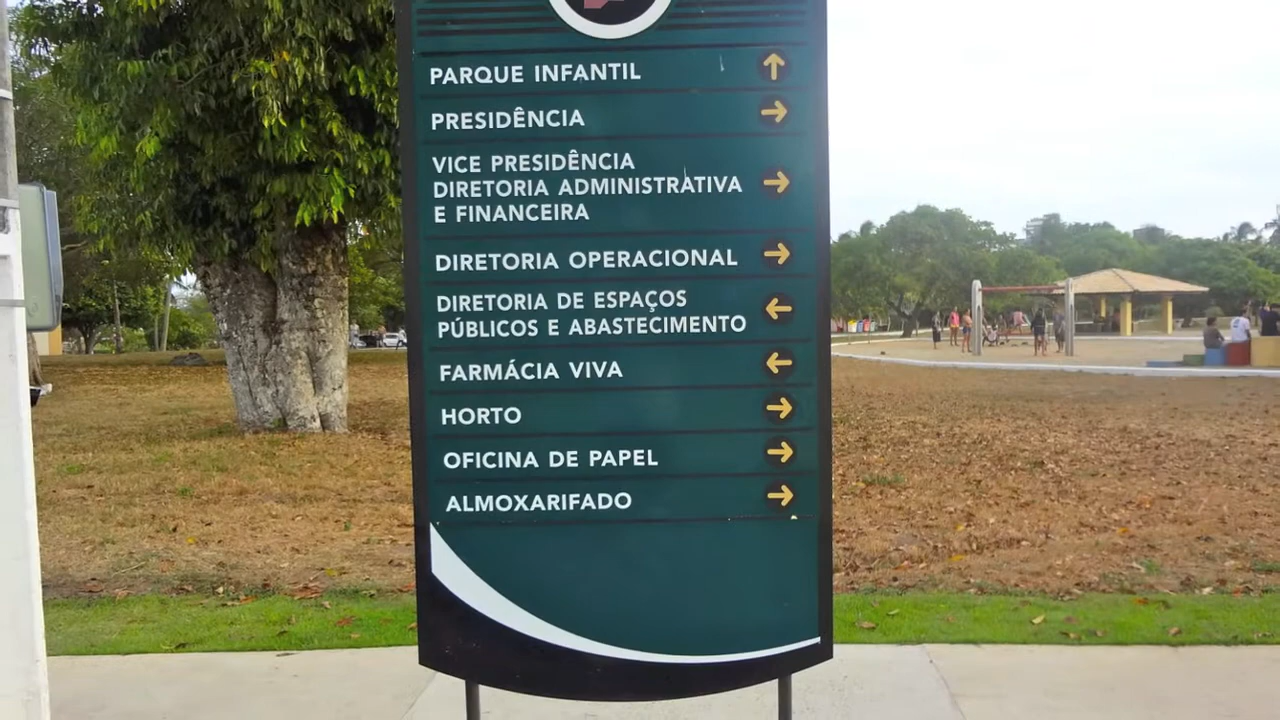 PARQUE INFANTIL
PRESIDÊNCIA
VICE PRESIDÊNCIA
DIRETORIA ADMINISTRATIVA
E FINANCEIRA
DIRETORIA OPERACIONAL
DIRETORIA DE ESPAÇOS
PÚBLICOS E ABASTECIMENTO
FARMÁCIA VIVA
HORTO
OFICINA DE PAPEL
ALMOXARIFADO